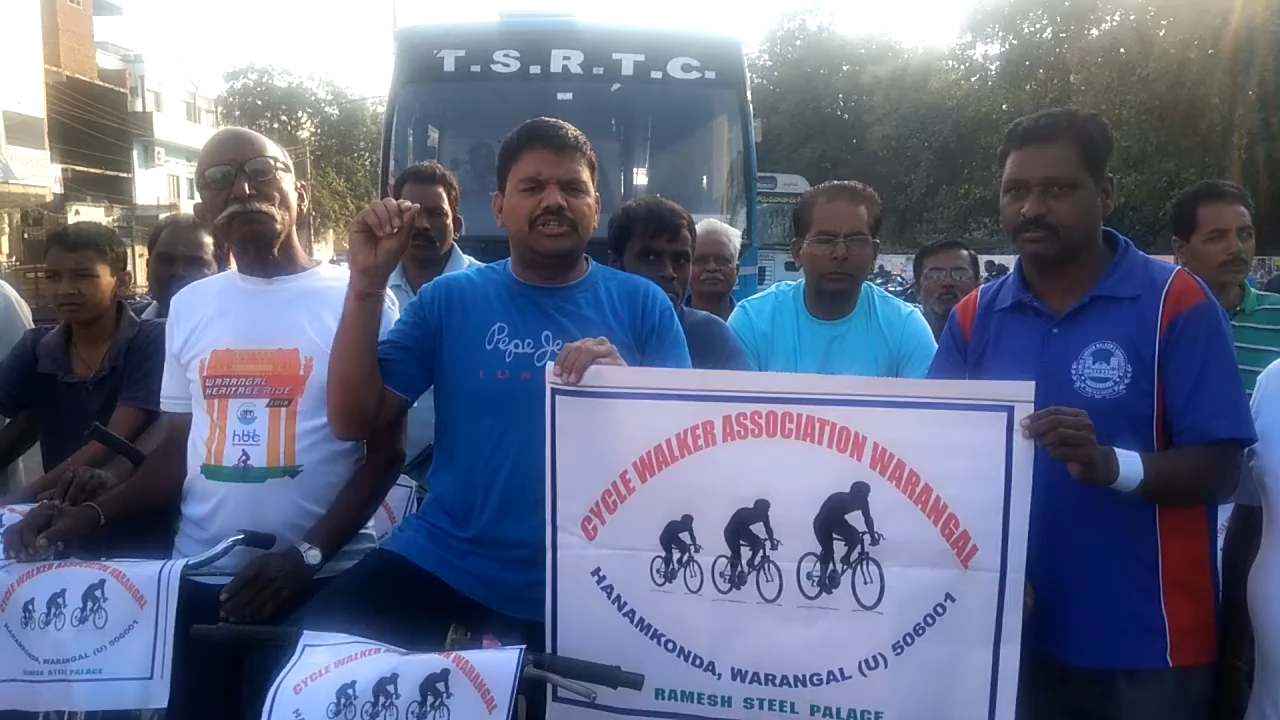 T.S.R.T.C.
WARANGAL
HERITAGE RIDE
2018
hbc
Pepe Je
CYCLE WALKER ASSOCIATION WARANGAL
HANAMKONDA, WARANGAL (U) 506001
RAMESH STEEL PALACE
CYCLE WALKER ASSOCIATION WARANGAL
HANAMKONDA, WARANGAL (U) 506001
RAMESH STEEL PALACE
CYCLE WALKER ASSOCIATION WARANGAL